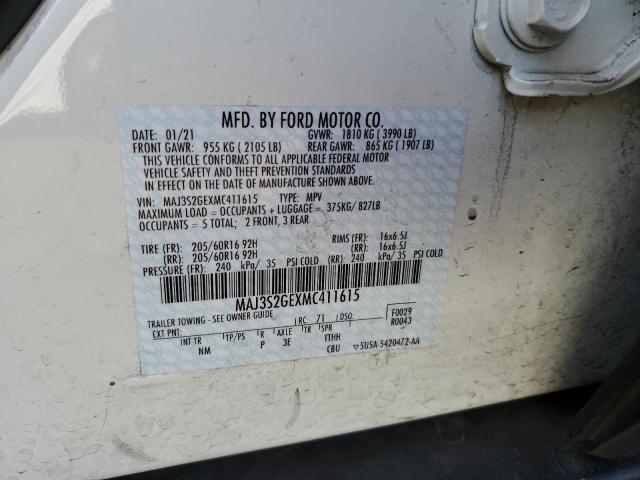 MFD. BY FORD MOTOR CO.
DATE: 01/21 GVWR: 1810 KG ( 3990 LB)
FRONT GAWR: 955 KG ( 2105 LB) REAR GAWR: 865 KG ( 1907 LB)
THIS VEHICLE CONFORMS TO ALL APPLICABLE FEDERAL MOTOR
VEHICLE SAFETY AND THEFT PREVENTION STANDARDS
IN EFFECT ON THE DATE OF MANUFACTURE SHOWN ABOVE.
VIN: MAJ3S2GEXMC411615 TYPE: MPV
MAXIMUM LOAD = OCCUPANTS + LUGGAGE = 375KG/ 827LB
OCCUPANTS = 5 TOTAL; 2 FRONT, 3 REAR
TIRE (FR): 205/60R16 92H RIMS (FR): 16x6.5J
(RR): 205/60R16 92H (RR): 16x6.5J
PRESSURE (FR): 240 kPa/ 35 PSI COLD (RR): 240 kPa/ 35 PSI COLD
MAJ3S2GEXMC411615
TRAILER TOWING - SEE OWNER GUIDE RC: 71 DSO: F0029
EXT PNT: R0043
INT TR TP/PS R AXLE TR SPR
NM P 3E ITHH
CBU 5U5A-5420472-AA